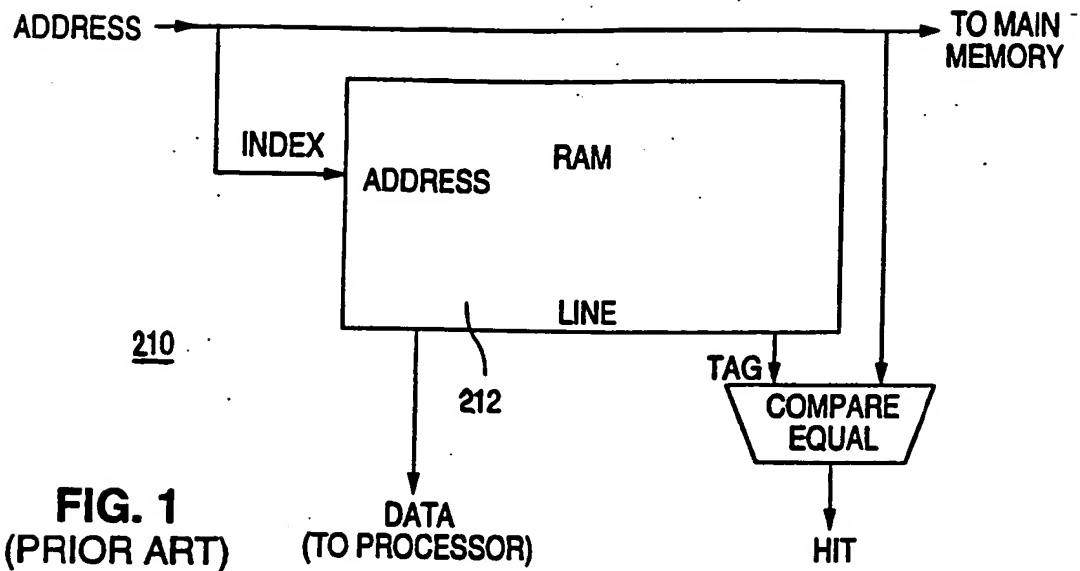 ADDRESS
TO MAIN
MEMORY
INDEX
RAM
ADDRESS
LINE
210
212
TAG
COMPARE
EQUAL
FIG. 1
(PRIOR ART)
DATA
(TO PROCESSOR)
HIT